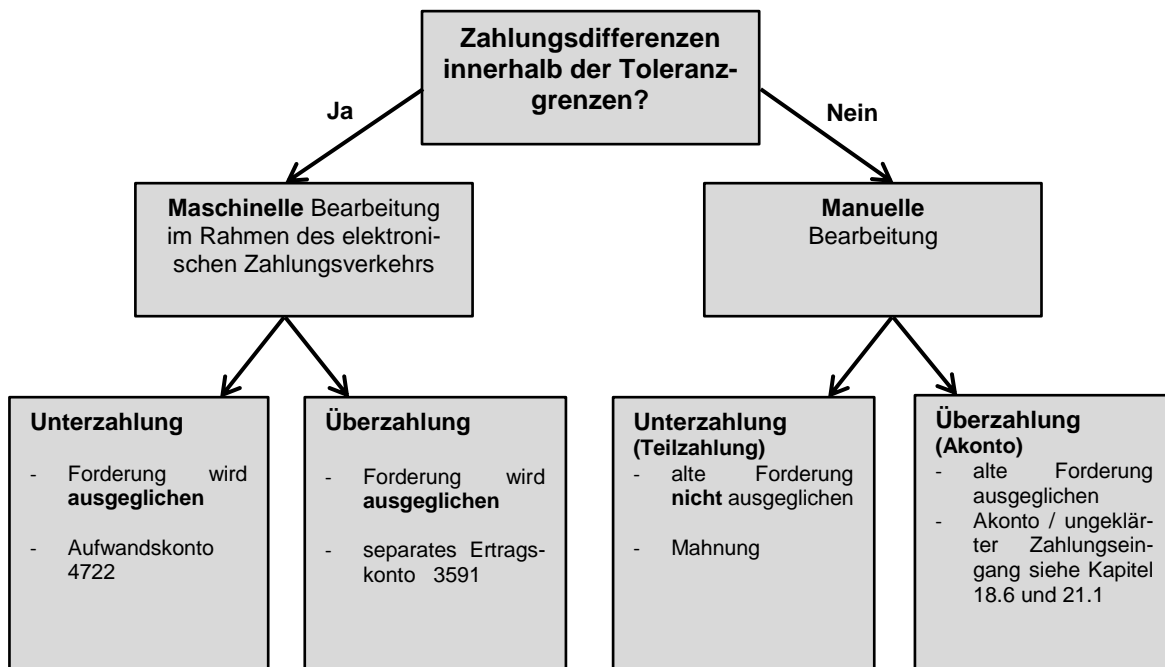 Zahlungsdifferenzen
innerhalb der Toleranz-
grenzen?
Ja
Nein
Maschinelle Bearbeitung
im Rahmen des elektroni-
schen Zahlungsverkehrs
Manuelle
Bearbeitung
Unterzahlung
- Forderung wird
ausgeglichen
- Aufwandskonto
4722
Überzahlung
- Forderung wird
ausgeglichen
- separates Ertrags-
konto 3591
Unterzahlung
(Teilzahlung)
- alte Forderung
nicht ausgeglichen
- Mahnung
Überzahlung
(Akonto)
- alte Forderung
ausgeglichen
- Akonto / ungeklär-
ter Zahlungsein-
gang siehe Kapitel
18.6 und 21.1